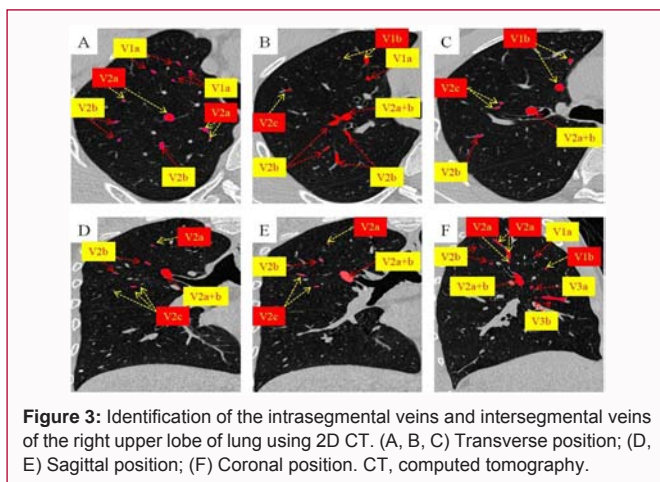 A
V1a
V2a
V2b
V1a
V2a
V2b
B
V1b
V1a
V2c
V2a+b
V2b
V2b
C
V1b
V2c
V2a+b
V2b
D
V2a
V2b
V2a+b
V2c
E
V2a
V2b
V2a+b
V2c
F
V2a
V2a
V1a
V2b
V1b
V2a+b
V3a
V3b
Figure 3: Identification of the intrasegmental veins and intersegmental veins
of the right upper lobe of lung using 2D CT. (A, B, C) Transverse position; (D,
E) Sagittal position; (F) Coronal position. CT, computed tomography.